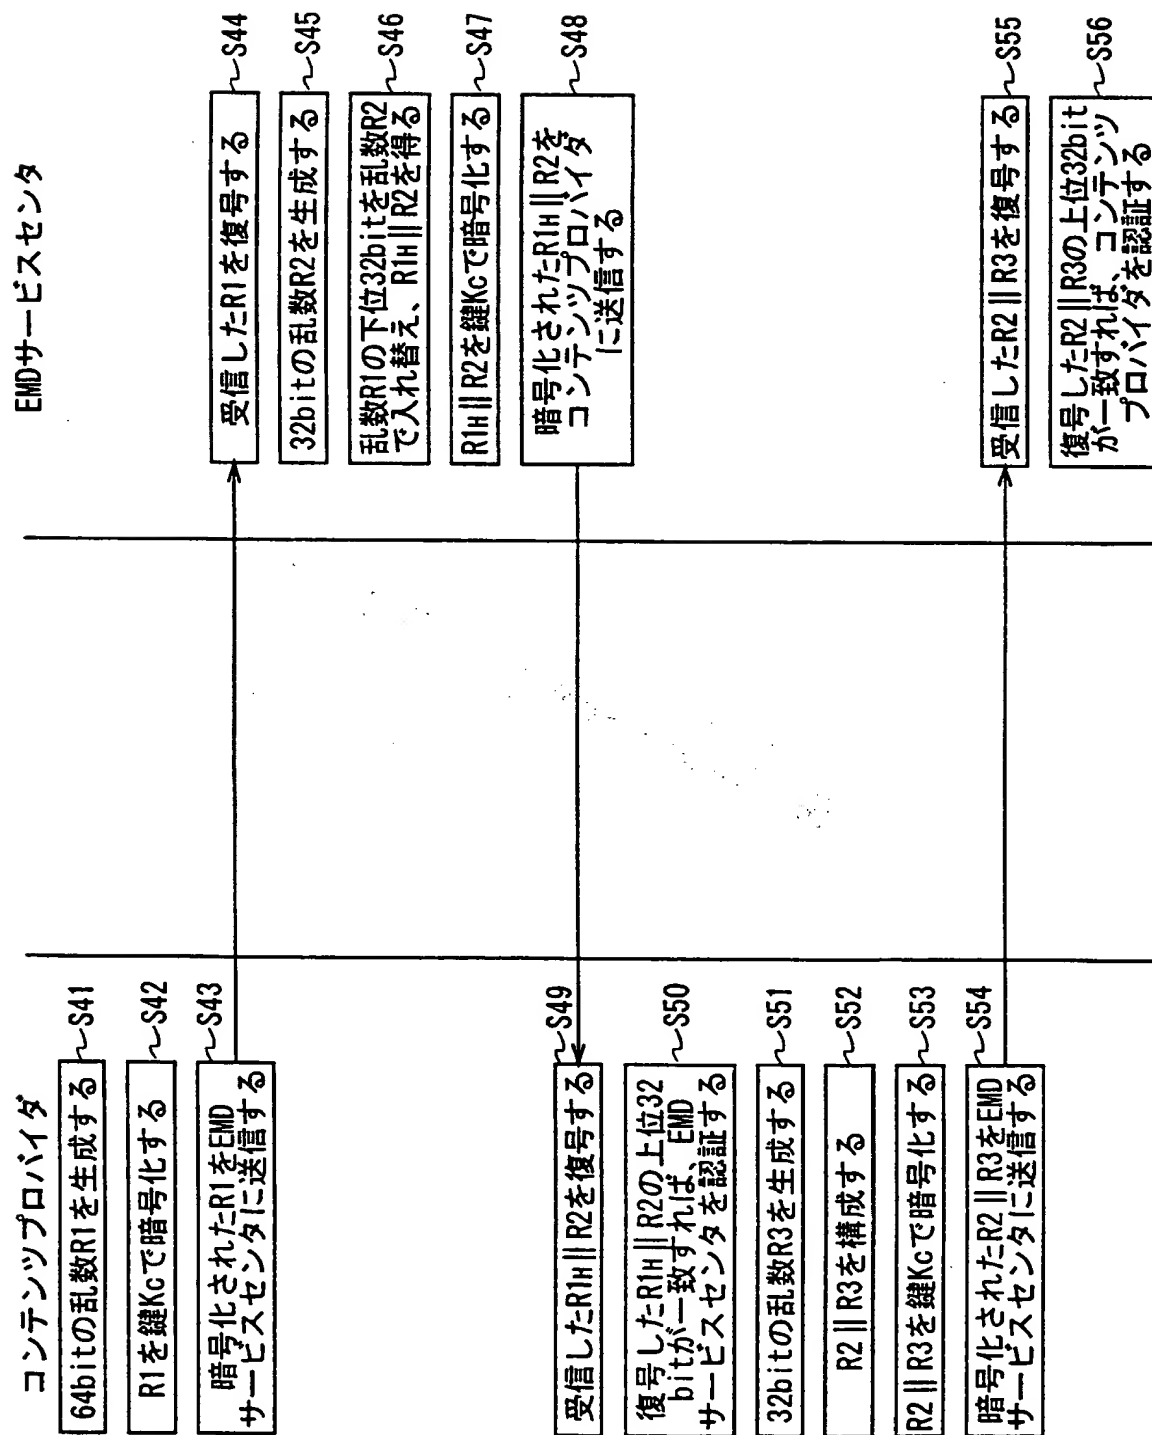 コンテンツプロバイダ
64bitの乱数R1を生成する
S41
R1を鍵Kcで暗号化する
S42
暗号化されたR1をEMD
サービスセンタに送信する
S43
EMDサービスセンタ
受信したR1を復号する
S44
32bitの乱数R2を生成する
S45
乱数R1の下位32bitを乱数R2
で入れ替え、R1H||R2を得る
S46
R1H||R2を鍵Kcで暗号化する
S47
暗号化されたR1H||R2を
コンテンツプロバイダ
に送信する
S48
受信したR1H||R2を復号する
S49
復号したR1H||R2の上位32
bitが一致すれば、EMD
サービスセンタを認証する
S50
32bitの乱数R3を生成する
S51
R2||R3を構成する
S52
R2||R3を鍵Kcで暗号化する
S53
暗号化されたR2||R3をEMD
サービスセンタに送信する
S54
受信したR2||R3を復号する
S55
復号したR2||R3の上位32bit
が一致すれば、コンテンツ
プロバイダを認証する
S56